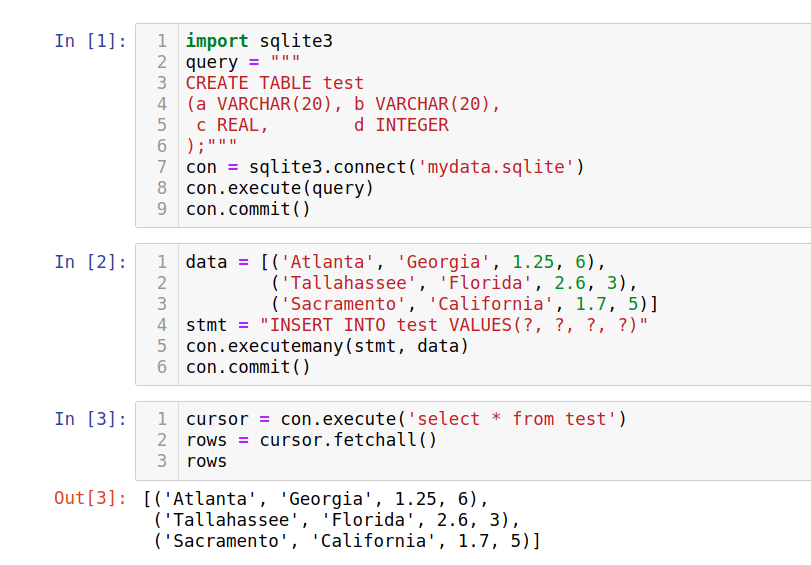 In [1]:
1 import sqlite3
2 query = """
3 CREATE TABLE test
4 (a VARCHAR(20), b VARCHAR(20),
5  c REAL,        d INTEGER
6 );"""
7 con = sqlite3.connect('mydata.sqlite')
8 con.execute(query)
9 con.commit()
In [2]:
1 data = [('Atlanta', 'Georgia', 1.25, 6),
2         ('Tallahassee', 'Florida', 2.6, 3),
3         ('Sacramento', 'California', 1.7, 5)]
4 stmt = "INSERT INTO test VALUES(?, ?, ?, ?)"
5 con.executemany(stmt, data)
6 con.commit()
In [3]:
1 cursor = con.execute('select * from test')
2 rows = cursor.fetchall()
3 rows
Out[3]: [('Atlanta', 'Georgia', 1.25, 6),
 ('Tallahassee', 'Florida', 2.6, 3),
 ('Sacramento', 'California', 1.7, 5)]